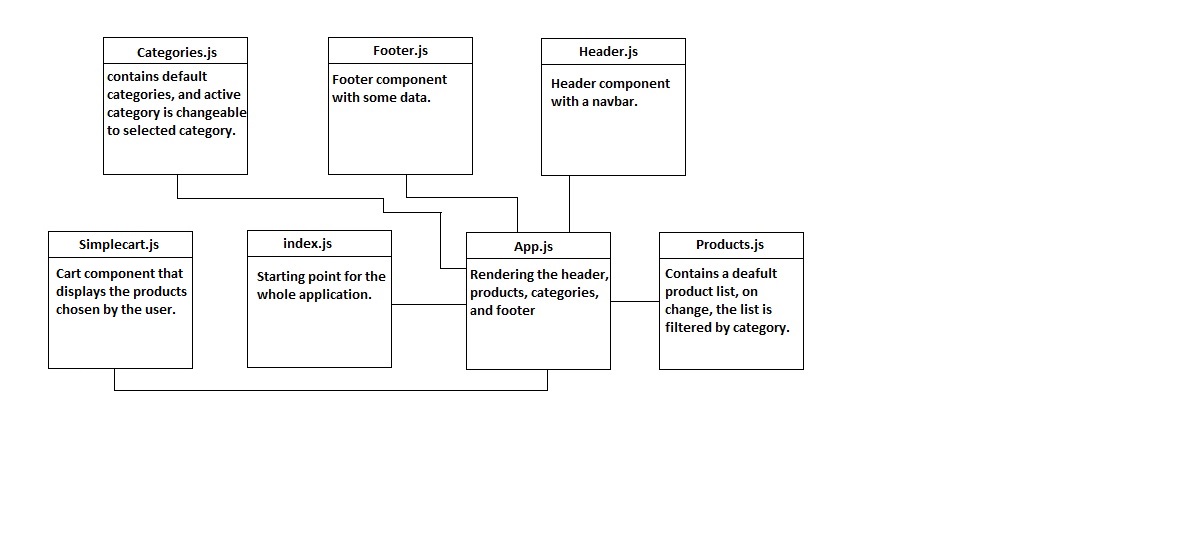 Categories.js
contains default
categories, and active
category is changeable
to selected category.
Footer.js
Footer component
with some data.
Header.js
Header component
with a navbar.
Simplecart.js
Cart component that
displays the products
chosen by the user.
index.js
Starting point for the
whole application.
App.js
Rendering the header,
products, categories,
and footer
Products.js
Contains a deafult
product list, on
change, the list is
filtered by category.